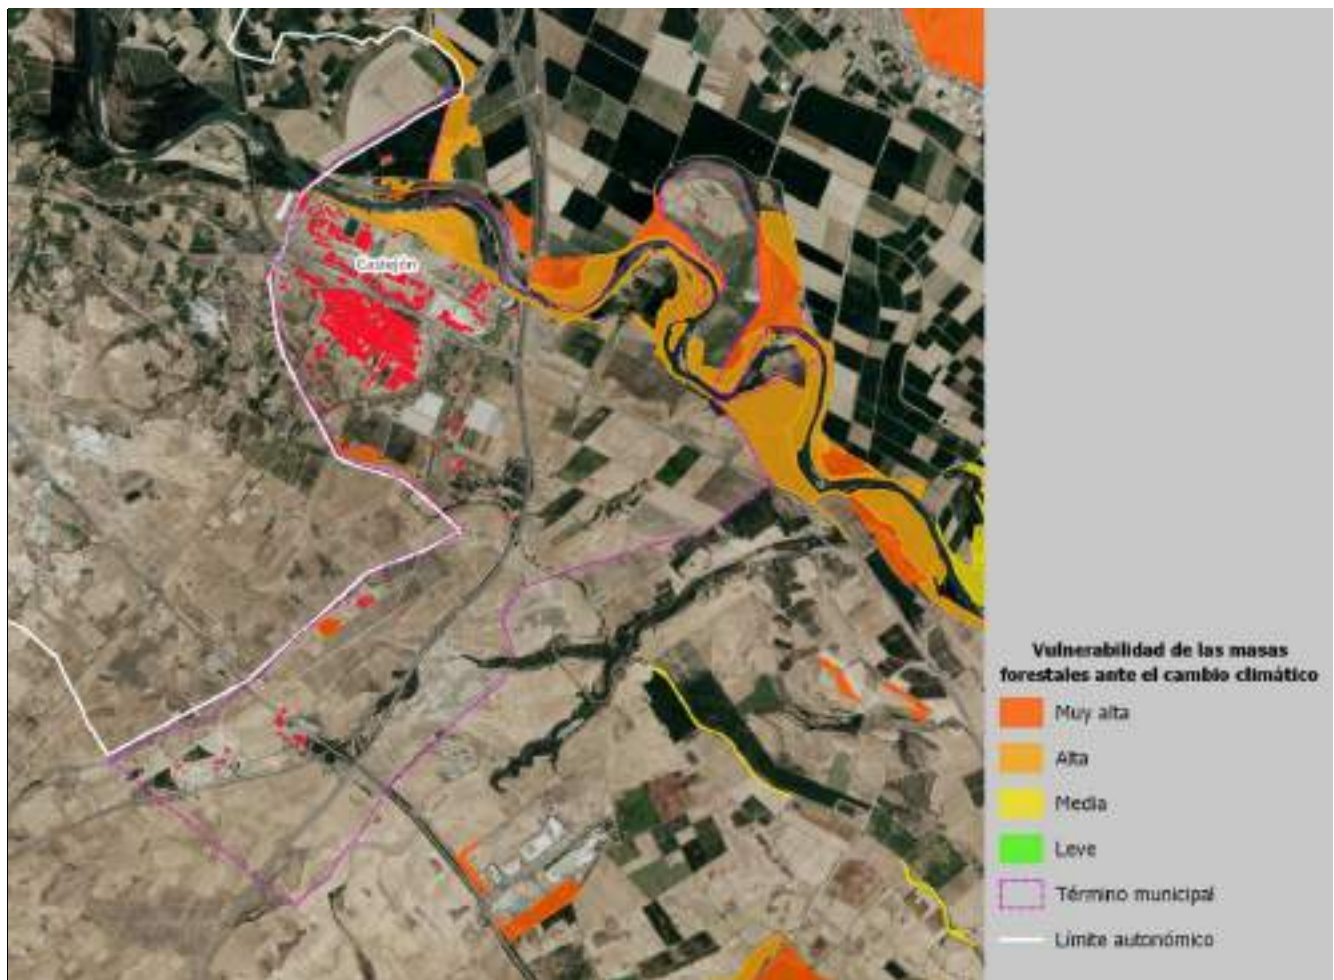 Castejón
Vulnerabilidad de las masas
forestales ante el cambio climático
Muy alta
Alta
Media
Leve
Término municipal
Límite autonómico